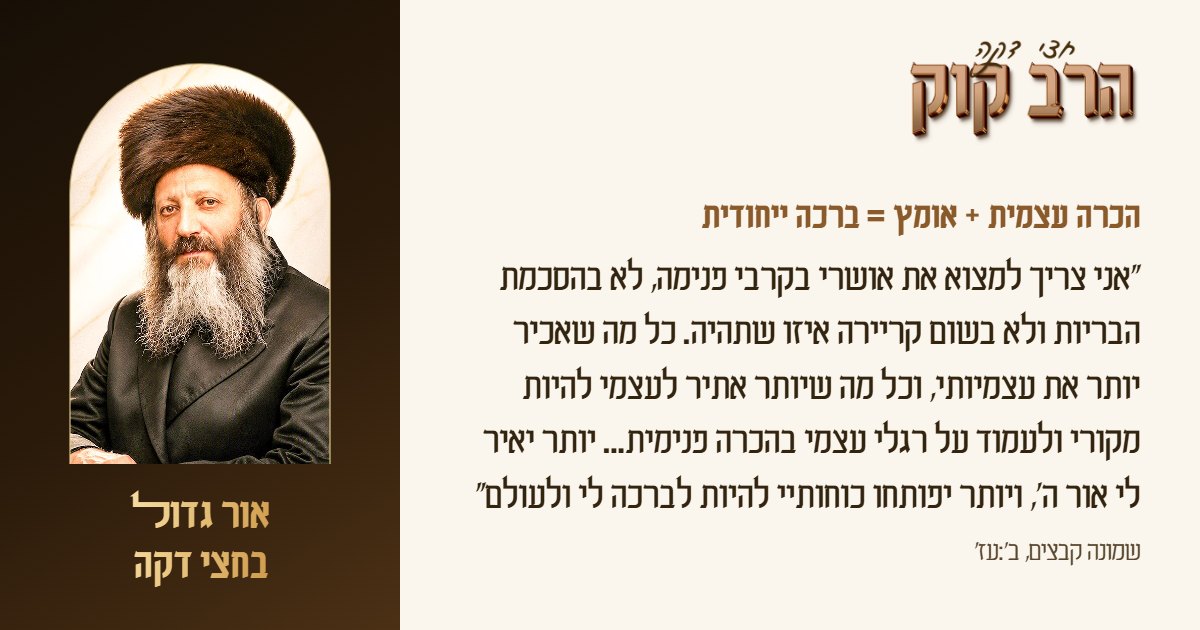 חצי דקה
הרב קוק
הכרה עצמית + אומץ = ברכה ייחודית
"אני צריך למצוא את אושרי בקרבי פנימה, לא בהסכמת
הבריות ולא בשום קריירה איזו שתהיה. כל מה שאכיר
יותר את עצמיותי, וכל מה שיותר אתיר לעצמי להיות
מקורי ולעמוד על רגלי עצמי בהכרה פנימית... יותר יאיר
לי אור ה', ויותר יפותחו כוחותיי להיות לברכה לי ולעולם"
שמונה קבצים, ב':עז'
אור גדול
בחצי דקה